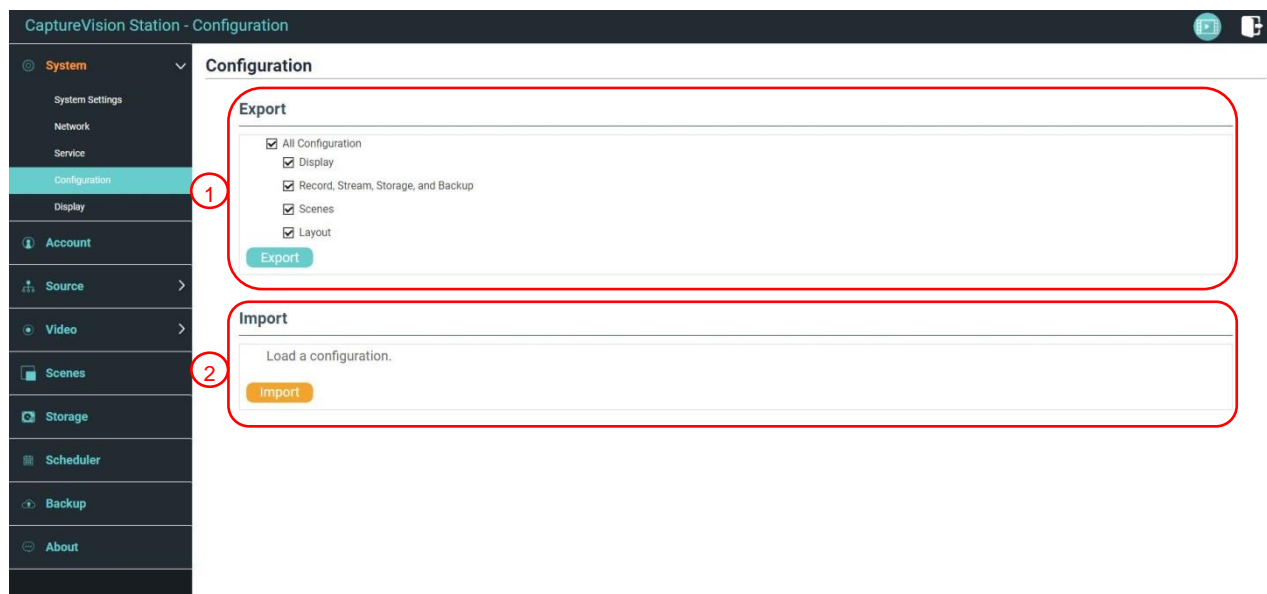 CaptureVision Station - Configuration
System
System Settings
Network
Service
Configuration
Display
Account
Source
Video
Scenes
Storage
Scheduler
Backup
About
Configuration
1
Export
All Configuration
Display
Record, Stream, Storage, and Backup
Scenes
Layout
Export
2
Import
Load a configuration.
Import